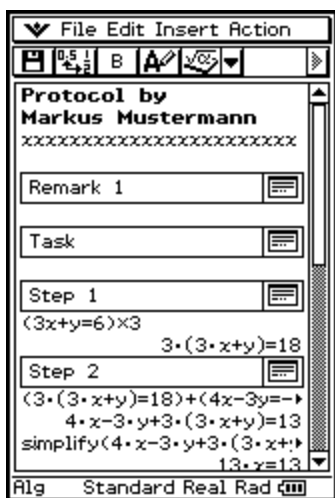 File Edit Insert Action
B
Protocol by
Markus Mustermann
xxxxxxxxxxxxxxxxxxxxxxx
Remark 1
Task
Step 1
(3x+y=6)×3
3·(3·x+y)=18
Step 2
(3·(3·x+y)=18)+(4x-3y=-
4·x-3·y+3·(3·x+y)=13
simplify(4·x-3·y+3·(3·x+y
13·x=13
Alg Standard Real Rad